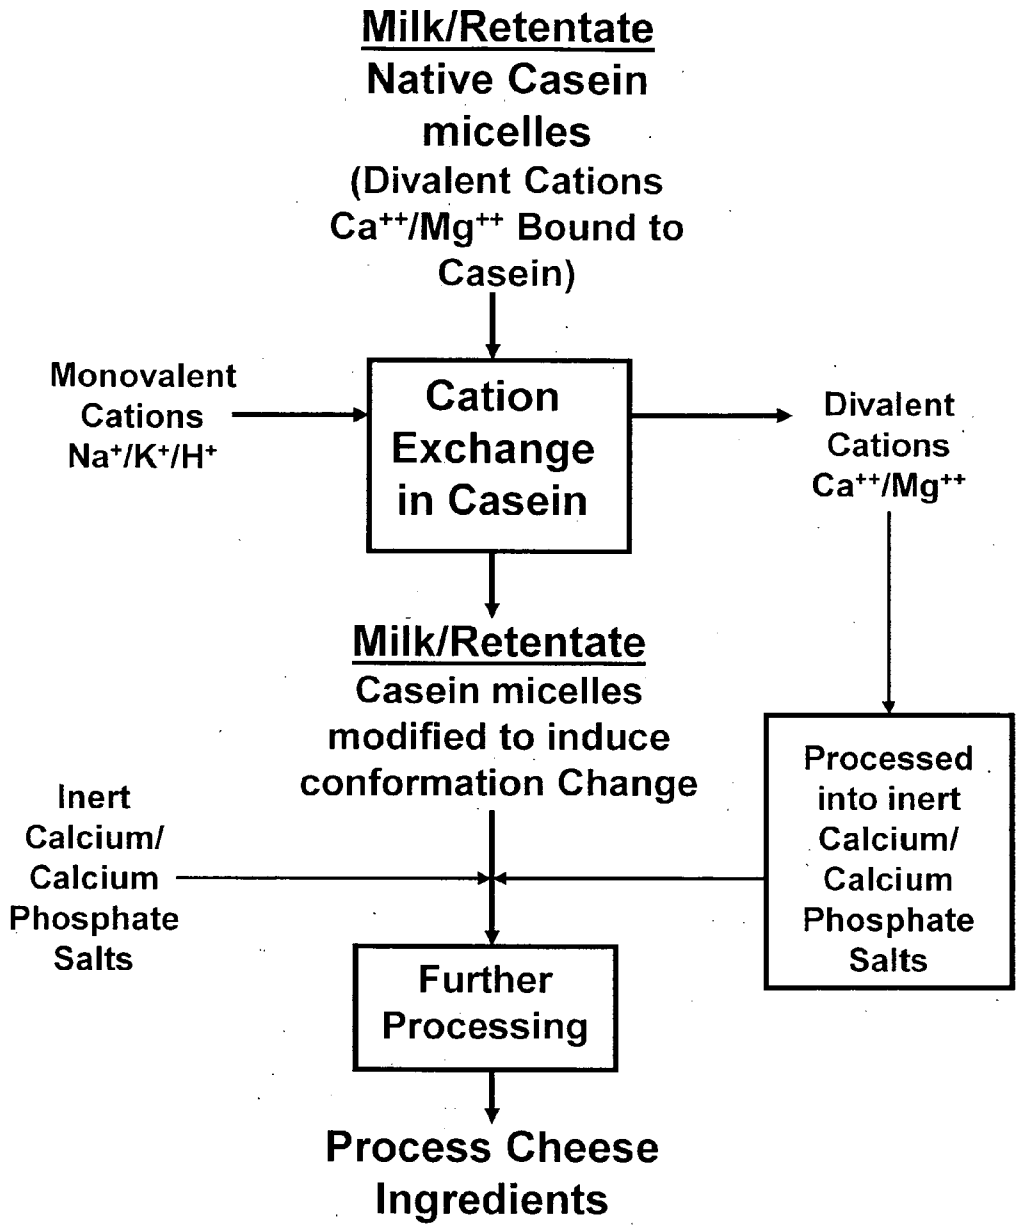 Milk/Retentate
Native Casein
micelles
(Divalent Cations
Ca⁺⁺/Mg⁺⁺ Bound to
Casein)
Monovalent
Cations
Na⁺/K⁺/H⁺
Cation
Exchange
in Casein
Divalent
Cations
Ca⁺⁺/Mg⁺⁺
Milk/Retentate
Casein micelles
modified to induce
conformation Change
Inert
Calcium/
Calcium
Phosphate
Salts
Processed
into inert
Calcium/
Calcium
Phosphate
Salts
Further
Processing
Process Cheese
Ingredients